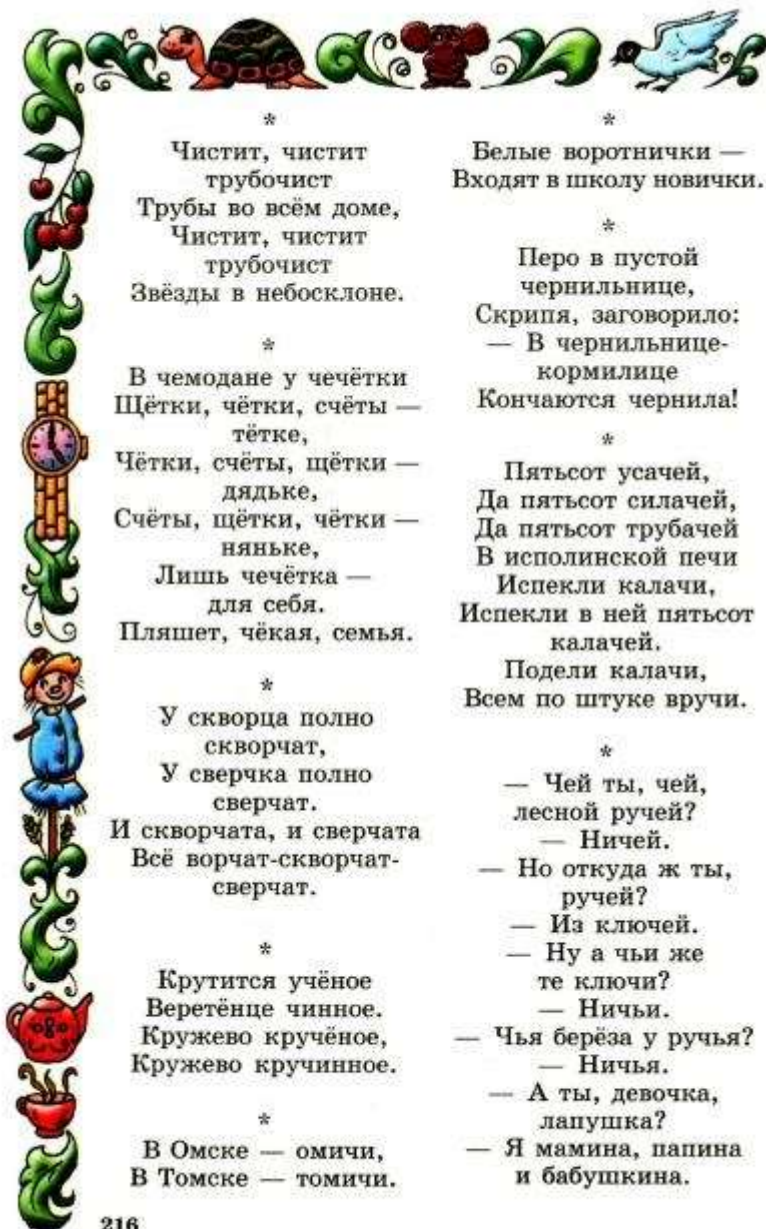 *
Чистит, чистит
трубочист
Трубы во всём доме,
Чистит, чистит
трубочист
Звёзды в небосклоне.
*
В чемодане у чечётки
Щётки, чётки, счёты —
тётке,
Чётки, счёты, щётки —
дядьке,
Счёты, щётки, чётки —
няньке,
Лишь чечётка —
для себя.
Пляшет, чёкая, семья.
*
У скворца полно
скворчат,
У сверчка полно
сверчат.
И скворчата, и сверчата
Всё ворчат-скворчат-
сверчат.
*
Крутится учёное
Веретёнце чинное.
Кружево кручёное,
Кружево кручинное.
*
В Омске — омичи,
В Томске — томичи.
*
Белые воротнички —
Входят в школу новички.
*
Перо в пустой
чернильнице,
Скрипя, заговорило:
— В чернильнице-
кормилице
Кончаются чернила!
*
Пятьсот усачей,
Да пятьсот силачей,
Да пятьсот трубачей
В исполинской печи
Испекли калачи,
Испекли в ней пятьсот
калачей.
Подели калачи,
Всем по штуке вручи.
*
— Чей ты, чей,
лесной ручей?
— Ничей.
— Но откуда ж ты,
ручей?
— Из ключей.
— Ну а чьи же
те ключи?
— Ничьи.
— Чья берёза у ручья?
— Ничья.
— А ты, девочка,
лапушка?
— Я мамина, папина
и бабушкина.
216